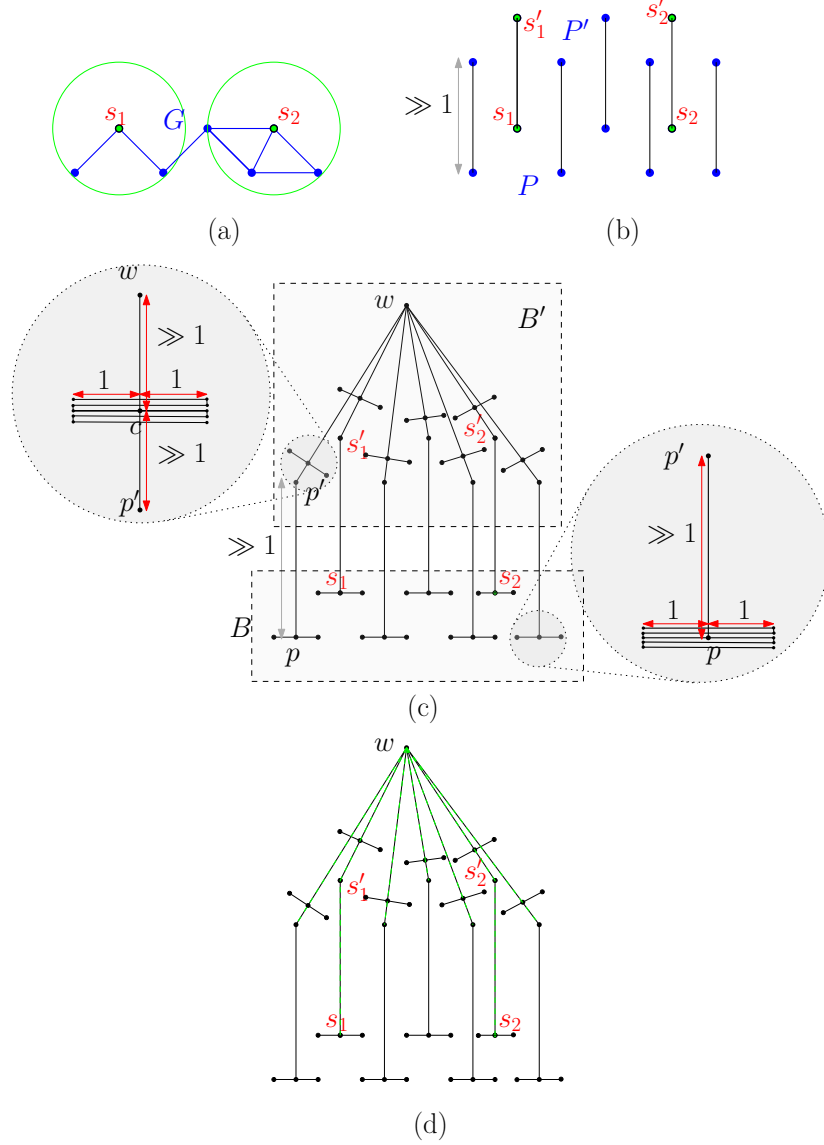 s₁ G s₂
(a)
s′₁ P′ s′₂
≫ 1
s₁ s₂
P
(b)
w
≫ 1
1 1
c
≫ 1
p′
w
B′
s′₁ s′₂
p′
≫ 1
s₁ s₂
B
p
p′
≫ 1
1 1
p
(c)
w
s′₁ s′₂
s₁ s₂
(d)